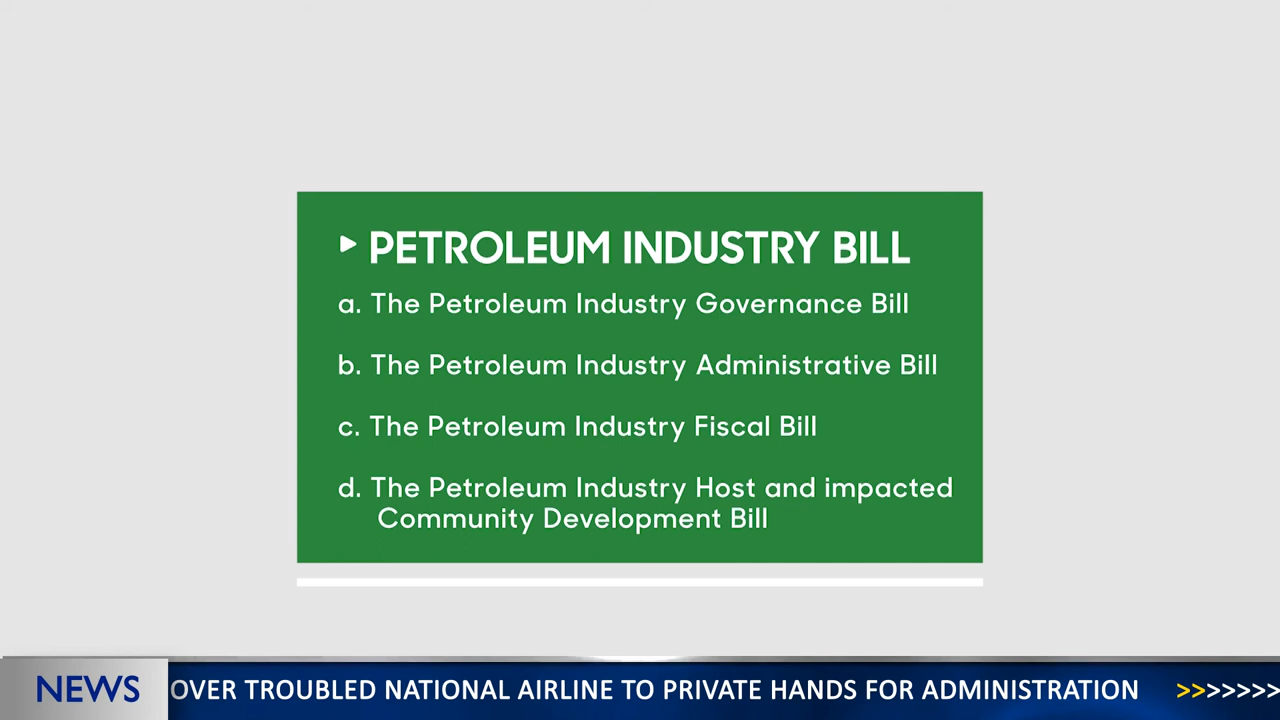 PETROLEUM INDUSTRY BILL
a. The Petroleum Industry Governance Bill
b. The Petroleum Industry Administrative Bill
c. The Petroleum Industry Fiscal Bill
d. The Petroleum Industry Host and impacted
Community Development Bill
NEWS OVER TROUBLED NATIONAL AIRLINE TO PRIVATE HANDS FOR ADMINISTRATION >>>>>>>